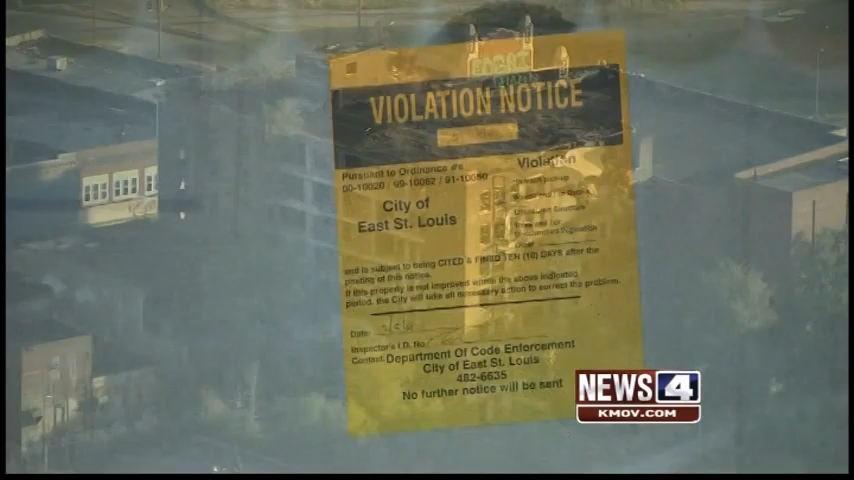 VIOLATION NOTICE
Pursuant to Ordinance #s
00-10020 / 99-10062 / 91-10050
Violation
City of
East St. Louis
and is subject to being CITED & FINED TEN (10) DAYS after the
posting of this notice.
If this property is not improved within the above indicated
period, the City will take all necessary action to correct the problem.
Date:
Inspector's I.D. No
Contact: Department Of Code Enforcement
City of East St. Louis
482-6635
No further notice will be sent
NEWS 4
KMOV.COM